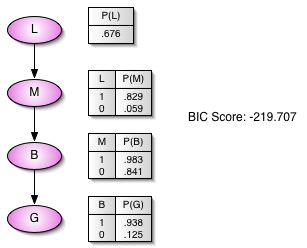 L
P(L)
.676
M
L P(M)
1 .829
0 .059
BIC Score: -219.707
B
M P(B)
1 .983
0 .841
G
B P(G)
1 .938
0 .125